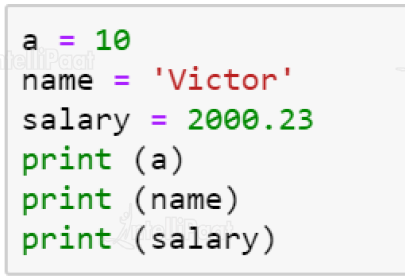 a = 10
name = 'Victor'
salary = 2000.23
print (a)
print (name)
print (salary)